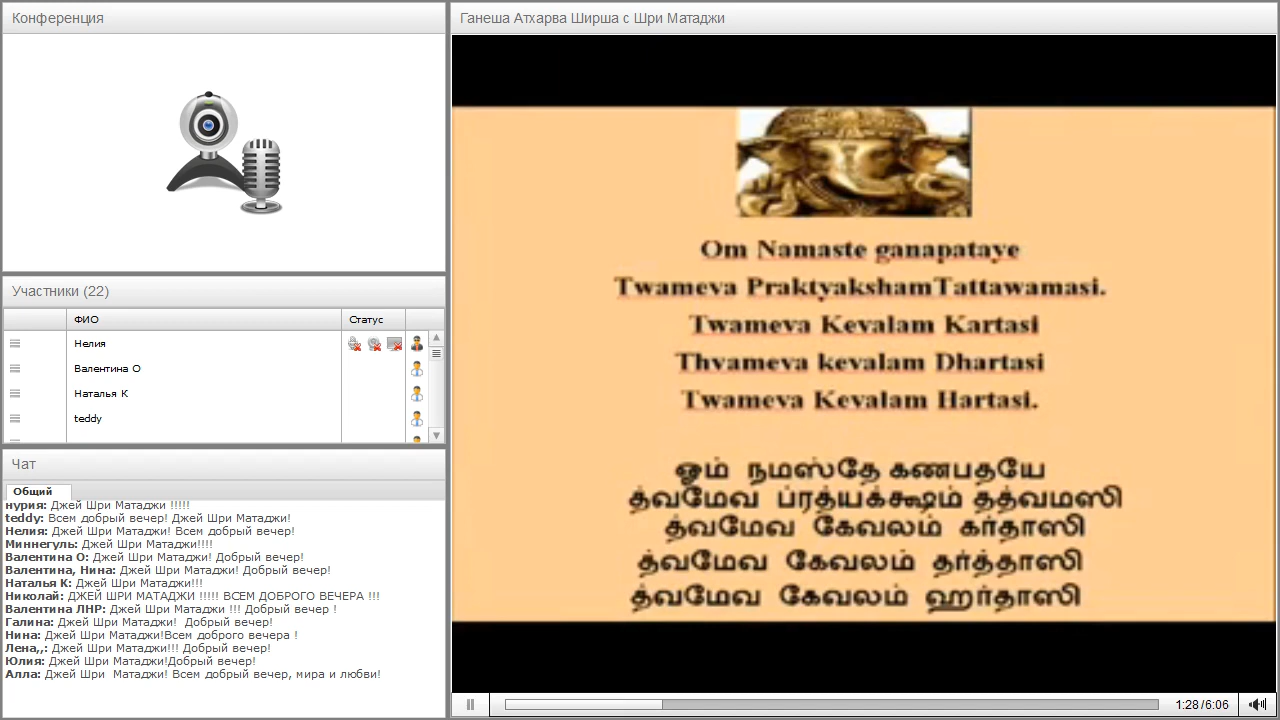 Конференция
Участники (22)
ФИО
Статус
Нелия
Валентина О
Наталья К
teddy
Чат
Общий
нурия: Джей Шри Матаджи !!!!!
teddy: Всем добрый вечер! Джей Шри Матаджи!
Нелия: Джей Шри Матаджи! Всем добрый вечер!
Миннегуль: Джей Шри Матаджи!!!!
Валентина О: Джей Шри Матаджи! Добрый вечер!
Валентина, Нина: Джей Шри Матаджи! Добрый вечер!
Наталья К: Джей Шри Матаджи!!!
Николай: ДЖЕЙ ШРИ МАТАДЖИ !!!!! ВСЕМ ДОБРОГО ВЕЧЕРА !!!
Валентина ЛНР: Джей Шри Матаджи !!! Добрый вечер !
Галина: Джей Шри Матаджи!  Добрый вечер!
Нина: Джей Шри Матаджи!Всем доброго вечера !
Лена,,: Джей Шри Матаджи!!! Добрый вечер!
Юлия: Джей Шри Матаджи!Добрый вечер!
Алла: Джей Шри  Матаджи! Всем добрый вечер, мира и любви!
Ганеша Атхарва Ширша с Шри Матаджи
Om Namaste ganapataye
Twameva PraktyakshamTattawamasi.
Twameva Kevalam Kartasi
Thvameva kevalam Dhartasi
Twameva Kevalam Hartasi.
ஓம் நமஸ்தே கணபதயே
த்வமேவ ப்ரத்யக்க்ஷம் தத்வமஸி
த்வமேவ கேவலம் கர்தாஸி
த்வமேவ கேவலம் தர்த்தாஸி
த்வமேவ கேவலம் ஹர்தாஸி
1:28/6:06